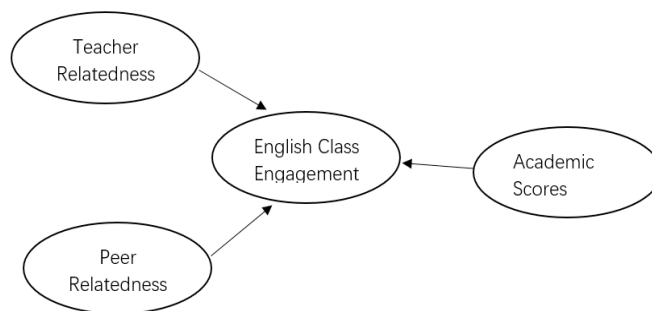 Teacher
Relatedness
English Class
Engagement
Academic
Scores
Peer
Relatedness